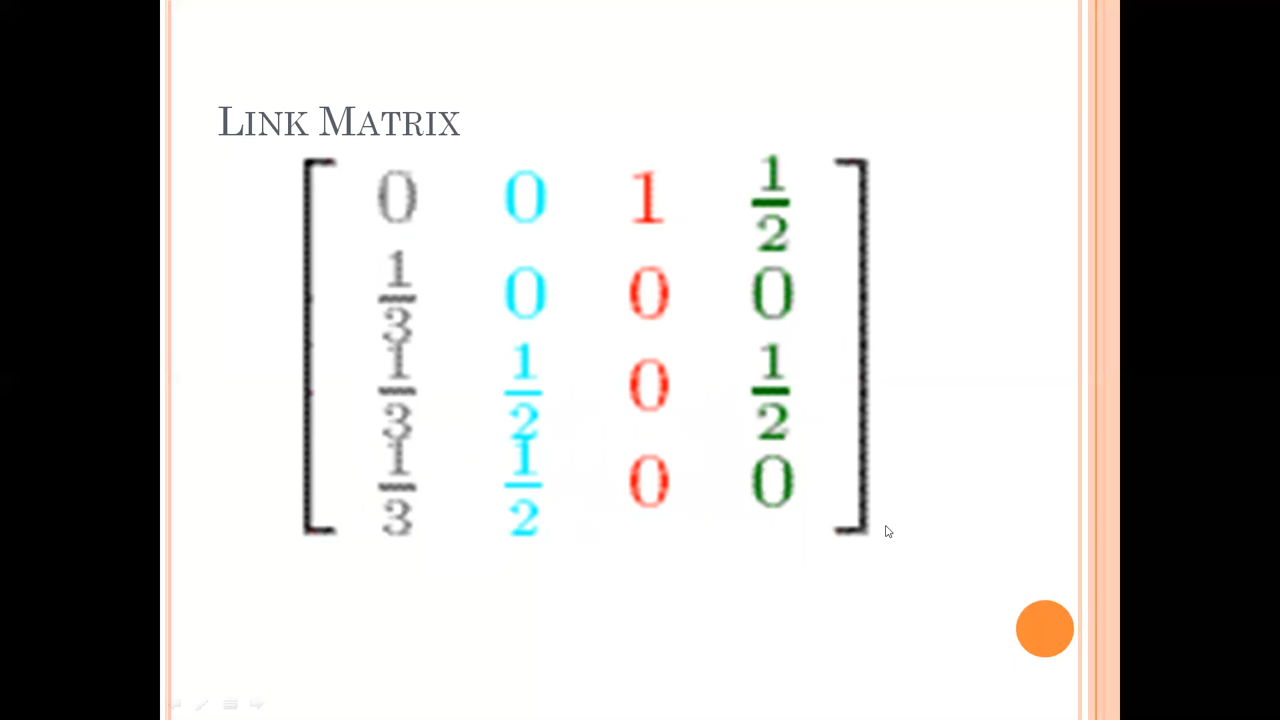 LINK MATRIX
0 0 1 1/2
1/3 0 0 0
1/3 1/2 0 1/2
1/3 1/2 0 0